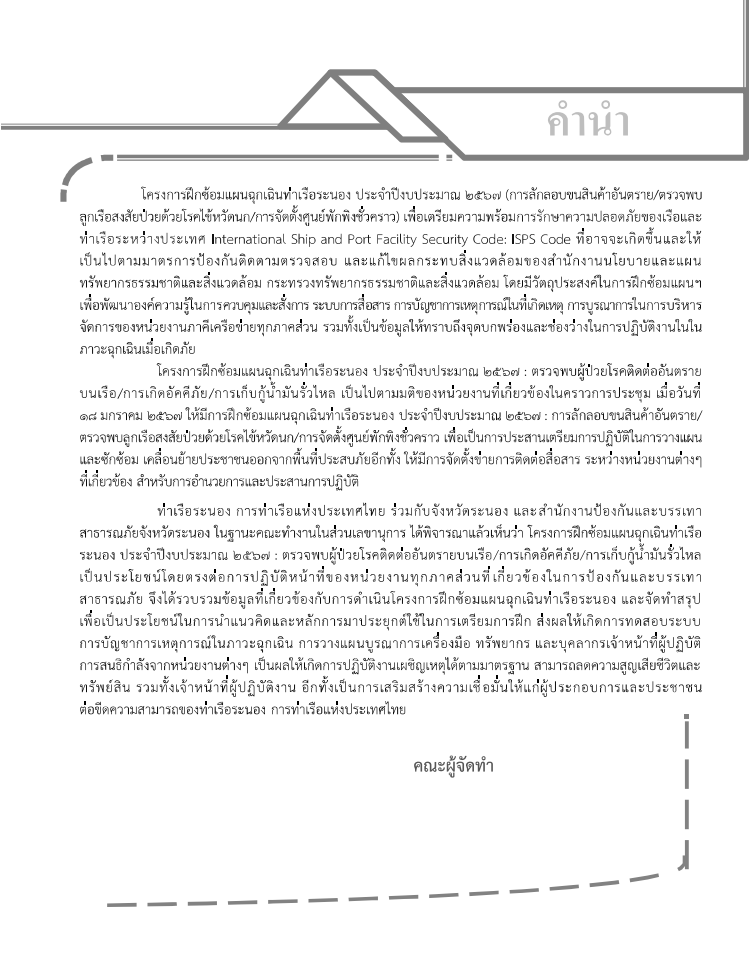 คำนำ
โครงการฝึกซ้อมแผนฉุกเฉินท่าเรือระนอง ประจำปีงบประมาณ ๒๕๖๗ (การลักลอบขนสินค้าอันตราย/ตรวจพบ
ลูกเรือสงสัยป่วยด้วยโรคไข้หวัดนก/การจัดตั้งศูนย์พักพิงชั่วคราว) เพื่อเตรียมความพร้อมการรักษาความปลอดภัยของเรือและ
ท่าเรือระหว่างประเทศ International Ship and Port Facility Security Code: ISPS Code ที่อาจจะเกิดขึ้นและให้
เป็นไปตามมาตรการป้องกันติดตามตรวจสอบ และแก้ไขผลกระทบสิ่งแวดล้อมของสำนักงานนโยบายและแผน
ทรัพยากรธรรมชาติและสิ่งแวดล้อม กระทรวงทรัพยากรธรรมชาติและสิ่งแวดล้อม โดยมีวัตถุประสงค์ในการฝึกซ้อมแผนฯ
เพื่อพัฒนาองค์ความรู้ในการควบคุมและสั่งการ ระบบการสื่อสาร การบัญชาการเหตุการณ์ในที่เกิดเหตุ การบูรณาการในการบริหาร
จัดการของหน่วยงานภาคีเครือข่ายทุกภาคส่วน รวมทั้งเป็นข้อมูลให้ทราบถึงจุดบกพร่องและช่องว่างในการปฏิบัติงานในใน
ภาวะฉุกเฉินเมื่อเกิดภัย
โครงการฝึกซ้อมแผนฉุกเฉินท่าเรือระนอง ประจำปีงบประมาณ ๒๕๖๗ : ตรวจพบผู้ป่วยโรคติดต่ออันตราย
บนเรือ/การเกิดอัคคีภัย/การเก็บกู้น้ำมันรั่วไหล เป็นไปตามมติของหน่วยงานที่เกี่ยวข้องในคราวการประชุม เมื่อวันที่
๑๘ มกราคม ๒๕๖๗ ให้มีการฝึกซ้อมแผนฉุกเฉินท่าเรือระนอง ประจำปีงบประมาณ ๒๕๖๗ : การลักลอบขนสินค้าอันตราย/
ตรวจพบลูกเรือสงสัยป่วยด้วยโรคไข้หวัดนก/การจัดตั้งศูนย์พักพิงชั่วคราว เพื่อเป็นการประสานเตรียมการปฏิบัติในการวางแผน
และซักซ้อม เคลื่อนย้ายประชาชนออกจากพื้นที่ประสบภัยอีกทั้ง ให้มีการจัดตั้งข่ายการติดต่อสื่อสาร ระหว่างหน่วยงานต่างๆ
ที่เกี่ยวข้อง สำหรับการอำนวยการและประสานการปฏิบัติ
ท่าเรือระนอง การท่าเรือแห่งประเทศไทย ร่วมกับจังหวัดระนอง และสำนักงานป้องกันและบรรเทา
สาธารณภัยจังหวัดระนอง ในฐานะคณะทำงานในส่วนเลขานุการ ได้พิจารณาแล้วเห็นว่า โครงการฝึกซ้อมแผนฉุกเฉินท่าเรือ
ระนอง ประจำปีงบประมาณ ๒๕๖๗ : ตรวจพบผู้ป่วยโรคติดต่ออันตรายบนเรือ/การเกิดอัคคีภัย/การเก็บกู้น้ำมันรั่วไหล
เป็นประโยชน์โดยตรงต่อการปฏิบัติหน้าที่ของหน่วยงานทุกภาคส่วนที่เกี่ยวข้องในการป้องกันและบรรเทา
สาธารณภัย จึงได้รวบรวมข้อมูลที่เกี่ยวข้องกับการดำเนินโครงการฝึกซ้อมแผนฉุกเฉินท่าเรือระนอง และจัดทำสรุป
เพื่อเป็นประโยชน์ในการนำแนวคิดและหลักการมาประยุกต์ใช้ในการเตรียมการฝึก ส่งผลให้เกิดการทดสอบระบบ
การบัญชาการเหตุการณ์ในภาวะฉุกเฉิน การวางแผนบูรณาการเครื่องมือ ทรัพยากร และบุคลากรเจ้าหน้าที่ผู้ปฏิบัติ
การสนธิกำลังจากหน่วยงานต่างๆ เป็นผลให้เกิดการปฏิบัติงานเผชิญเหตุได้ตามมาตรฐาน สามารถลดความสูญเสียชีวิตและ
ทรัพย์สิน รวมทั้งเจ้าหน้าที่ผู้ปฏิบัติงาน อีกทั้งเป็นการเสริมสร้างความเชื่อมั่นให้แก่ผู้ประกอบการและประชาชน
ต่อขีดความสามารถของท่าเรือระนอง การท่าเรือแห่งประเทศไทย
คณะผู้จัดทำ